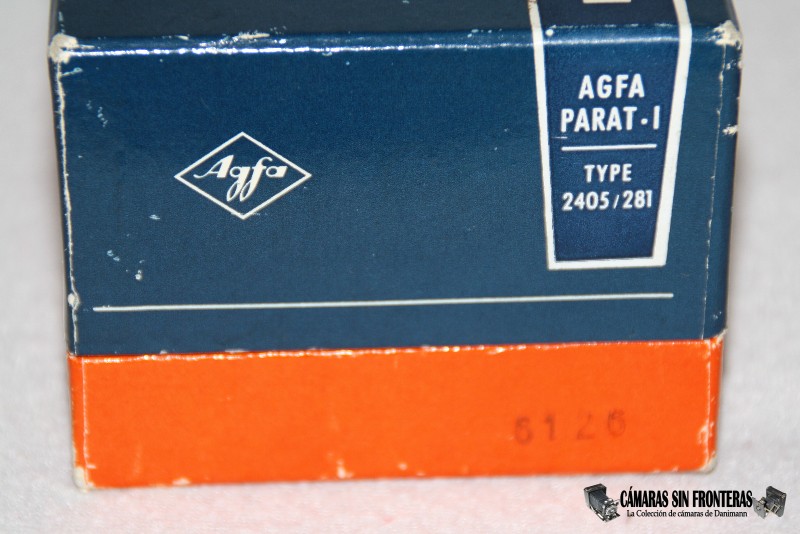 AGFA
PARAT·I
TYPE
2405/281
Agfa
6126
CÁMARAS SIN FRONTERAS
La Colección de cámaras de Danimann